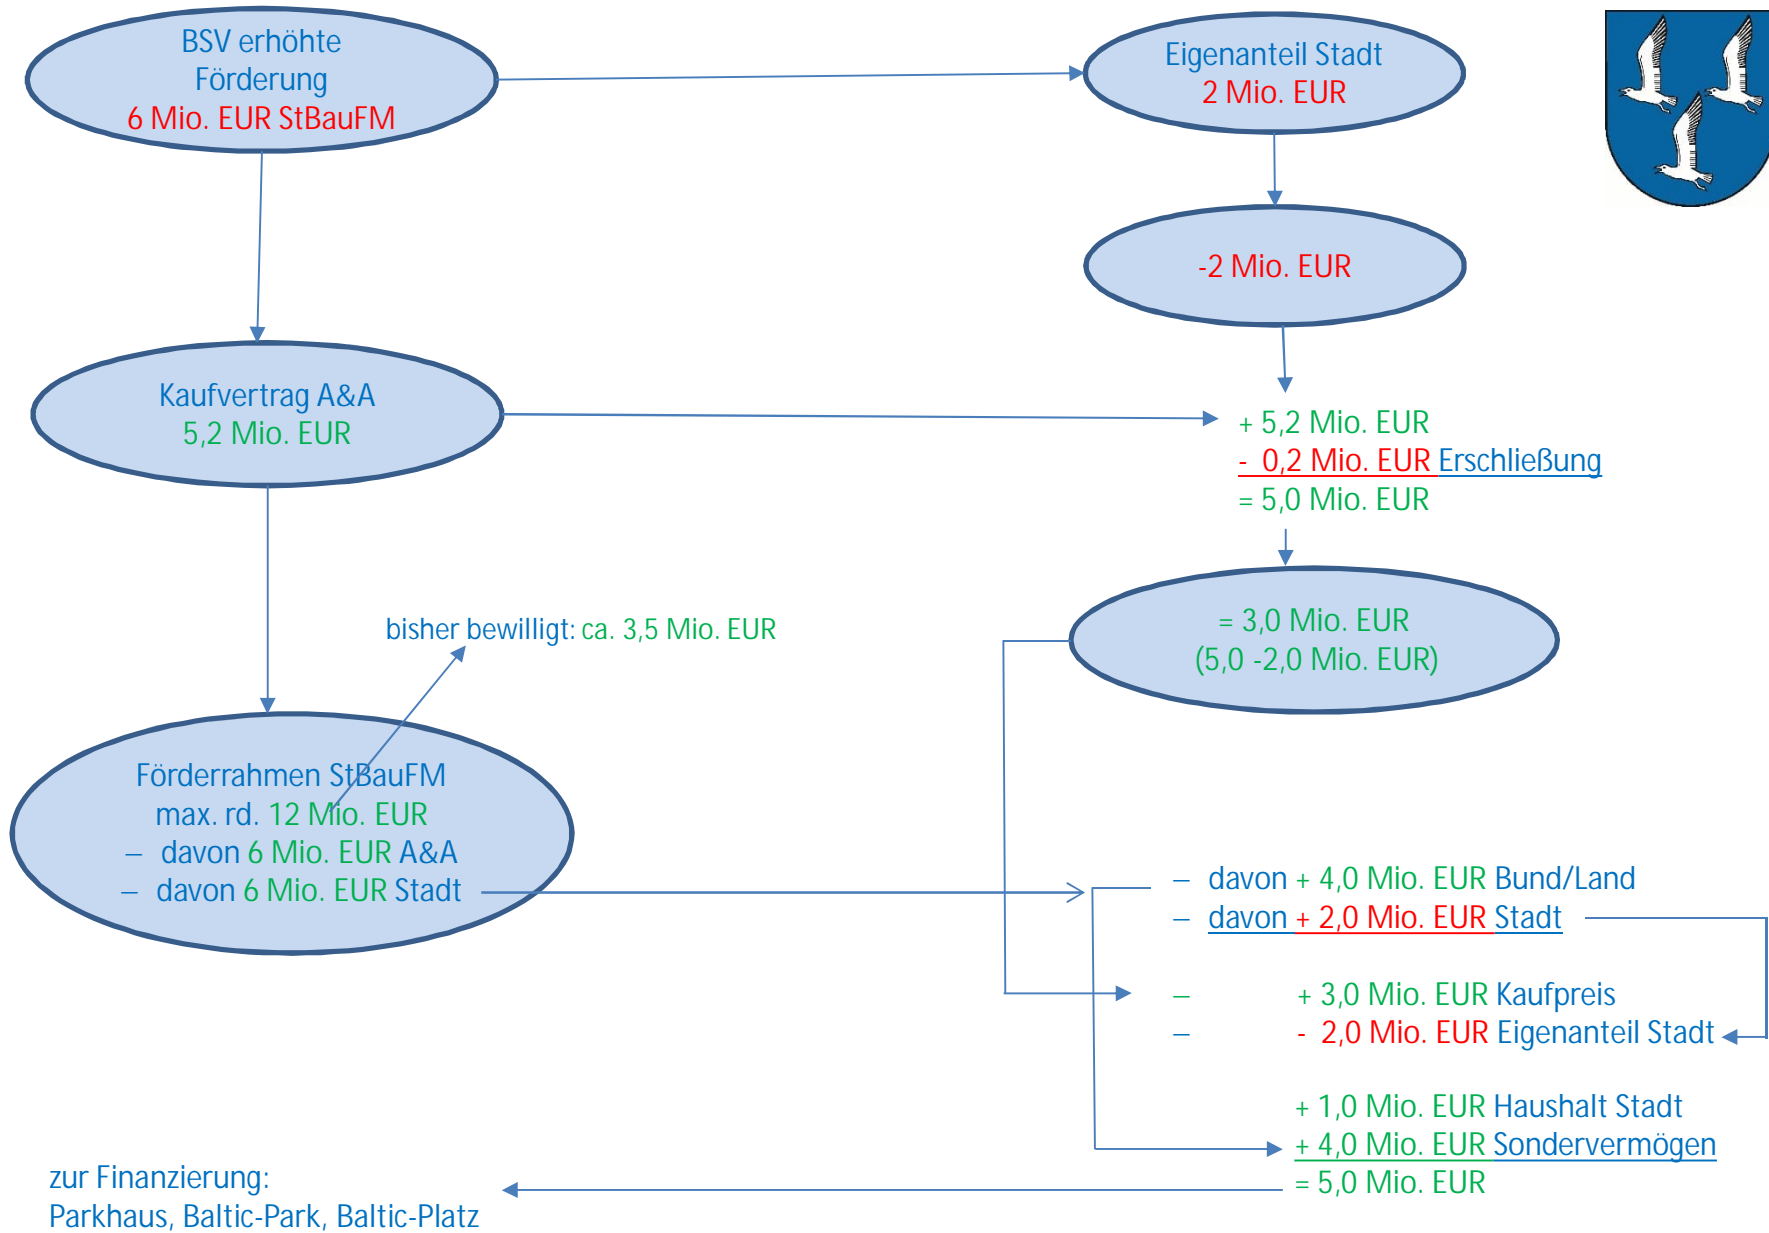 BSV erhöhte
Förderung
6 Mio. EUR StBauFM
Eigenanteil Stadt
2 Mio. EUR
-2 Mio. EUR
Kaufvertrag A&A
5,2 Mio. EUR
+ 5,2 Mio. EUR
- 0,2 Mio. EUR Erschließung
= 5,0 Mio. EUR
= 3,0 Mio. EUR
(5,0 -2,0 Mio. EUR)
bisher bewilligt: ca. 3,5 Mio. EUR
Förderrahmen StBauFM
max. rd. 12 Mio. EUR
– davon 6 Mio. EUR A&A
– davon 6 Mio. EUR Stadt
– davon + 4,0 Mio. EUR Bund/Land
– davon + 2,0 Mio. EUR Stadt
– + 3,0 Mio. EUR Kaufpreis
– - 2,0 Mio. EUR Eigenanteil Stadt
+ 1,0 Mio. EUR Haushalt Stadt
+ 4,0 Mio. EUR Sondervermögen
= 5,0 Mio. EUR
zur Finanzierung:
Parkhaus, Baltic-Park, Baltic-Platz